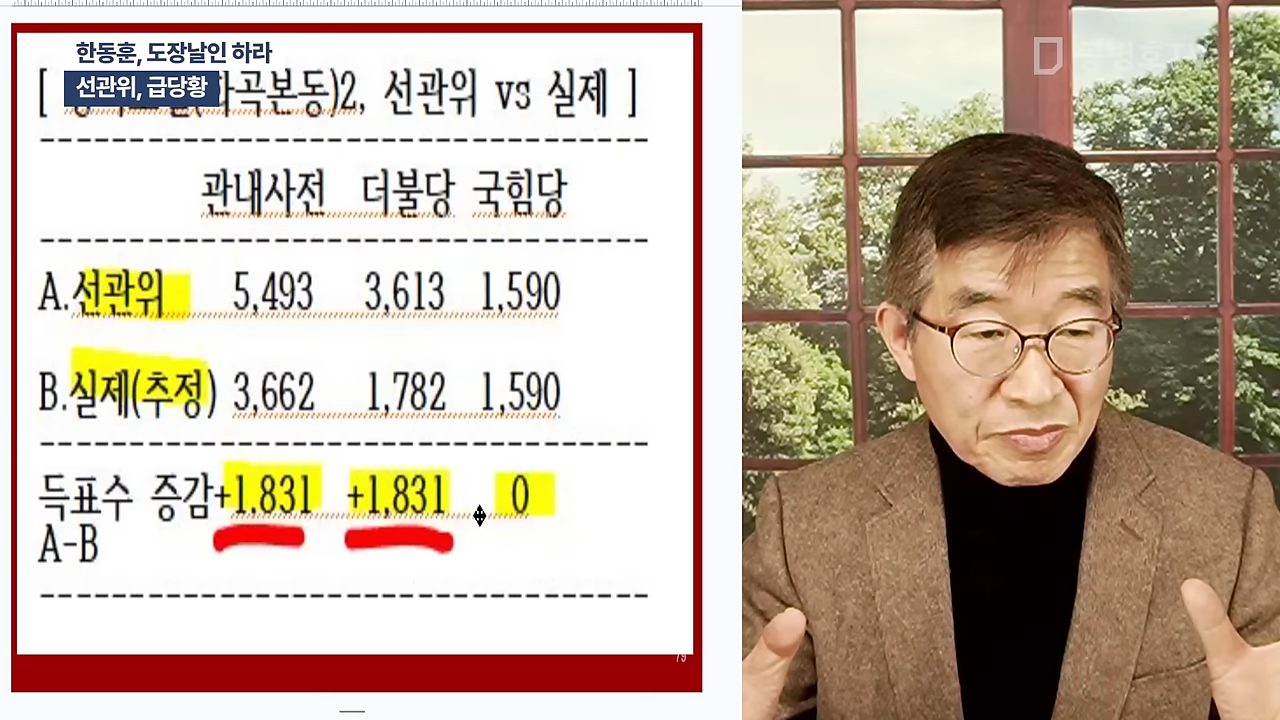 한동훈, 도장날인 하라
선관위, 급당황
곡본동)2, 선관위 vs 실제 ]
관내사전 더불당 국힘당
A.선관위 5,493 3,613 1,590
B.실제(추정) 3,662 1,782 1,590
득표수 증감+1,831 +1,831 0
A-B
79